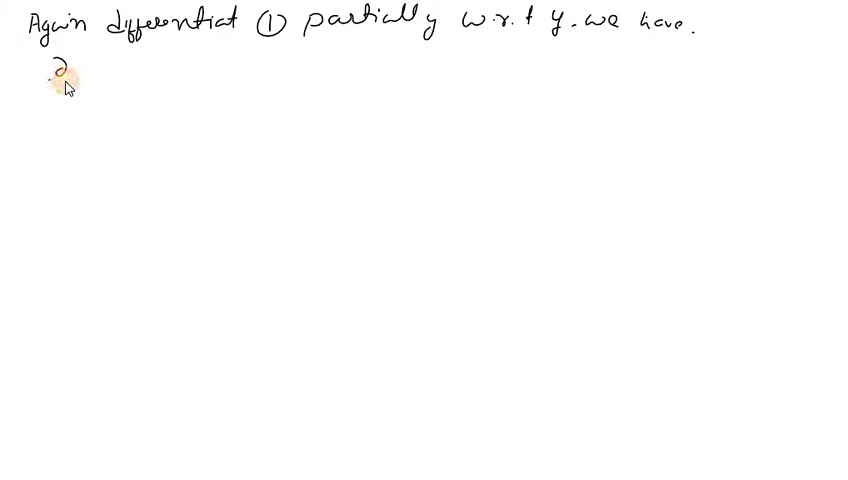 Again differentiat ① partially w.r.t y. we have.
∂